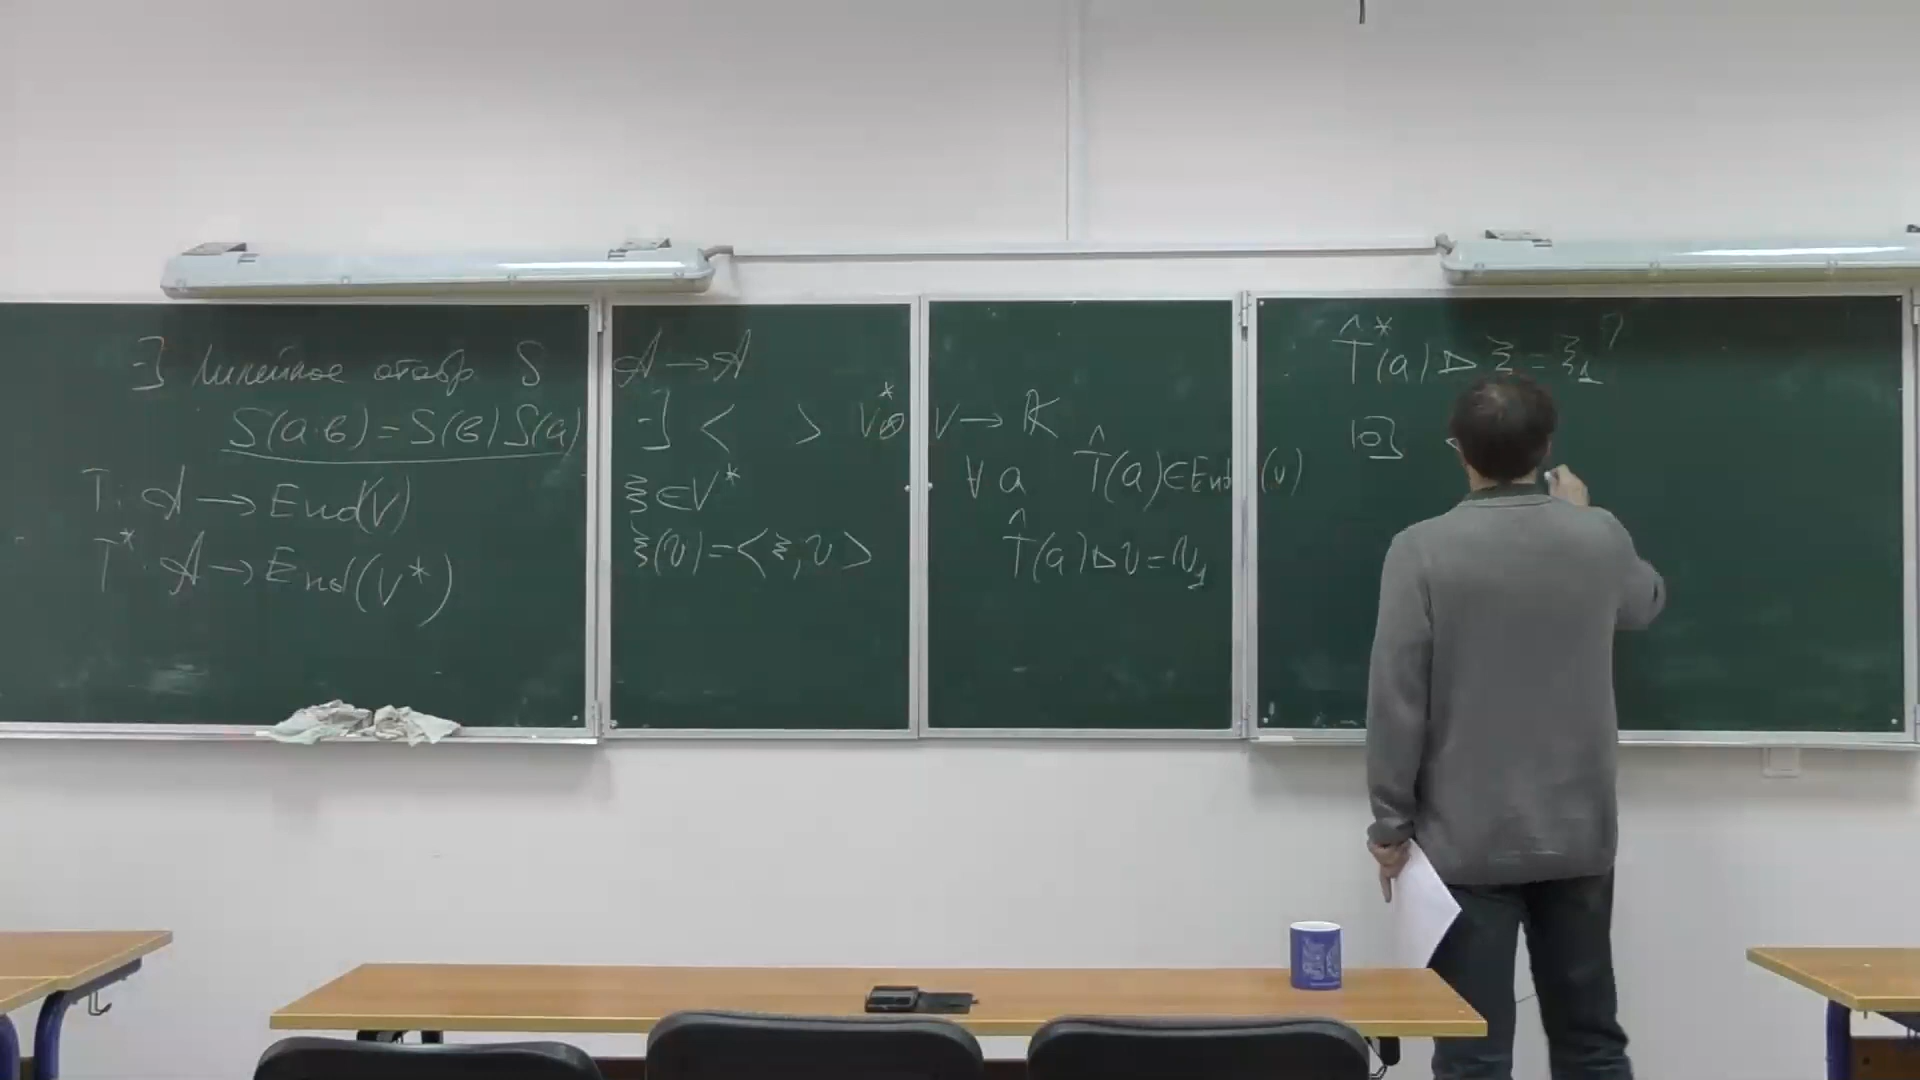 ∃ линейное отобр. S A → A
S(a·b) = S(b) S(a)
T: A → End(V)
T*: A → End(V*)
∃ < > V* ⊗ V → K
ξ ∈ V*
ξ(v) = <ξ, v>
∀ a T̂(a) ∈ End (V)
T̂(a) ▷ v = v₁
T̂*(a) ▷ ξ = ξ₁ ?